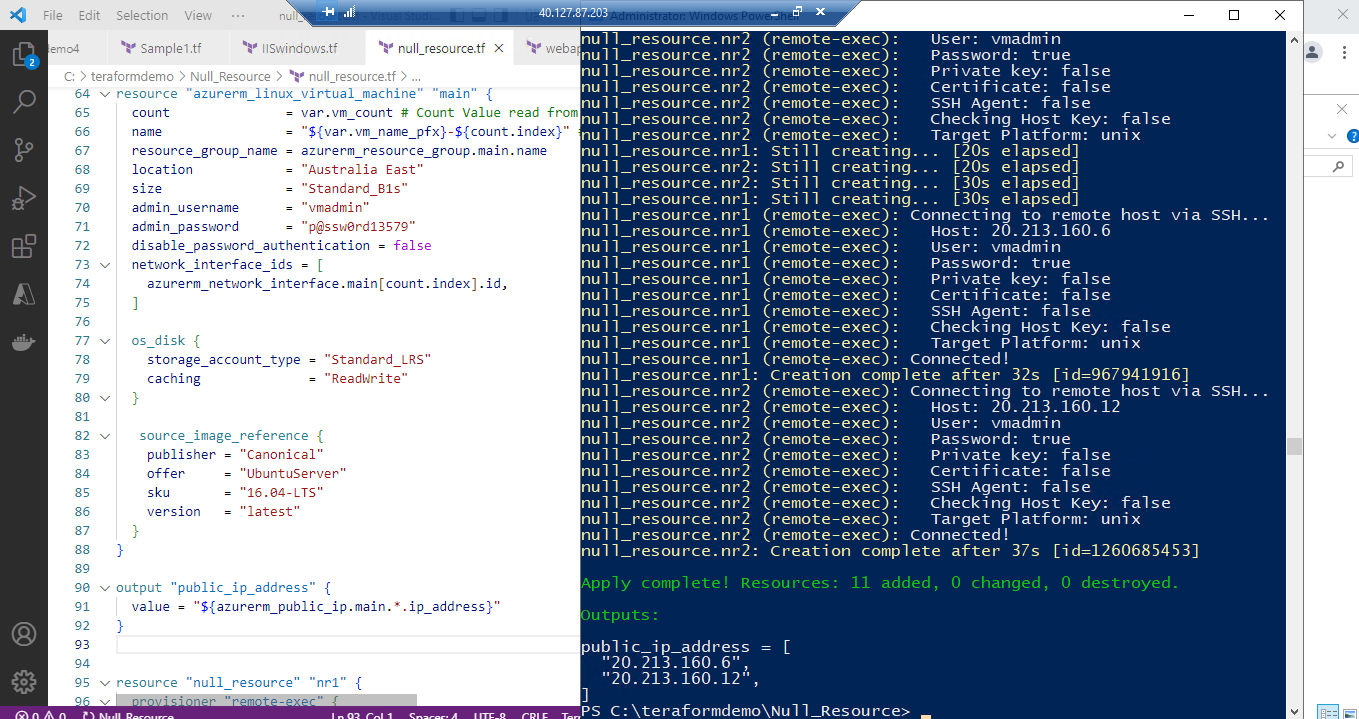 File Edit Selection View ···
40.127.87.203
Administrator: Windows PowerShell
emo4 Sample1.tf IISwindows.tf null_resource.tf webap
C: > teraformdemo > Null_Resource > null_resource.tf > ...
64 resource "azurerm_linux_virtual_machine" "main" {
65 count = var.vm_count # Count Value read from
66 name = "${var.vm_name_pfx}-${count.index}" #
67 resource_group_name = azurerm_resource_group.main.name
68 location = "Australia East"
69 size = "Standard_B1s"
70 admin_username = "vmadmin"
71 admin_password = "p@ssw0rd13579"
72 disable_password_authentication = false
73 network_interface_ids = [
74 azurerm_network_interface.main[count.index].id,
75 ]
76
77 os_disk {
78 storage_account_type = "Standard_LRS"
79 caching = "ReadWrite"
80 }
81
82 source_image_reference {
83 publisher = "Canonical"
84 offer = "UbuntuServer"
85 sku = "16.04-LTS"
86 version = "latest"
87 }
88 }
89
90 output "public_ip_address" {
91 value = "${azurerm_public_ip.main.*.ip_address}"
92 }
93
94
95 resource "null_resource" "nr1" {
96 provisioner "remote-exec" {
0 0 Null_Resource Ln 93, Col 1 Spaces: 4 UTF-8 CRLF Ter
null_resource.nr2 (remote-exec): User: vmadmin
null_resource.nr2 (remote-exec): Password: true
null_resource.nr2 (remote-exec): Private key: false
null_resource.nr2 (remote-exec): Certificate: false
null_resource.nr2 (remote-exec): SSH Agent: false
null_resource.nr2 (remote-exec): Checking Host Key: false
null_resource.nr2 (remote-exec): Target Platform: unix
null_resource.nr1: Still creating... [20s elapsed]
null_resource.nr2: Still creating... [20s elapsed]
null_resource.nr2: Still creating... [30s elapsed]
null_resource.nr1: Still creating... [30s elapsed]
null_resource.nr1 (remote-exec): Connecting to remote host via SSH...
null_resource.nr1 (remote-exec): Host: 20.213.160.6
null_resource.nr1 (remote-exec): User: vmadmin
null_resource.nr1 (remote-exec): Password: true
null_resource.nr1 (remote-exec): Private key: false
null_resource.nr1 (remote-exec): Certificate: false
null_resource.nr1 (remote-exec): SSH Agent: false
null_resource.nr1 (remote-exec): Checking Host Key: false
null_resource.nr1 (remote-exec): Target Platform: unix
null_resource.nr1 (remote-exec): Connected!
null_resource.nr1: Creation complete after 32s [id=967941916]
null_resource.nr2 (remote-exec): Connecting to remote host via SSH...
null_resource.nr2 (remote-exec): Host: 20.213.160.12
null_resource.nr2 (remote-exec): User: vmadmin
null_resource.nr2 (remote-exec): Password: true
null_resource.nr2 (remote-exec): Private key: false
null_resource.nr2 (remote-exec): Certificate: false
null_resource.nr2 (remote-exec): SSH Agent: false
null_resource.nr2 (remote-exec): Checking Host Key: false
null_resource.nr2 (remote-exec): Target Platform: unix
null_resource.nr2 (remote-exec): Connected!
null_resource.nr2: Creation complete after 37s [id=1260685453]
Apply complete! Resources: 11 added, 0 changed, 0 destroyed.
Outputs:
public_ip_address = [
"20.213.160.6",
"20.213.160.12",
]
PS C:\teraformdemo\Null_Resource>
2